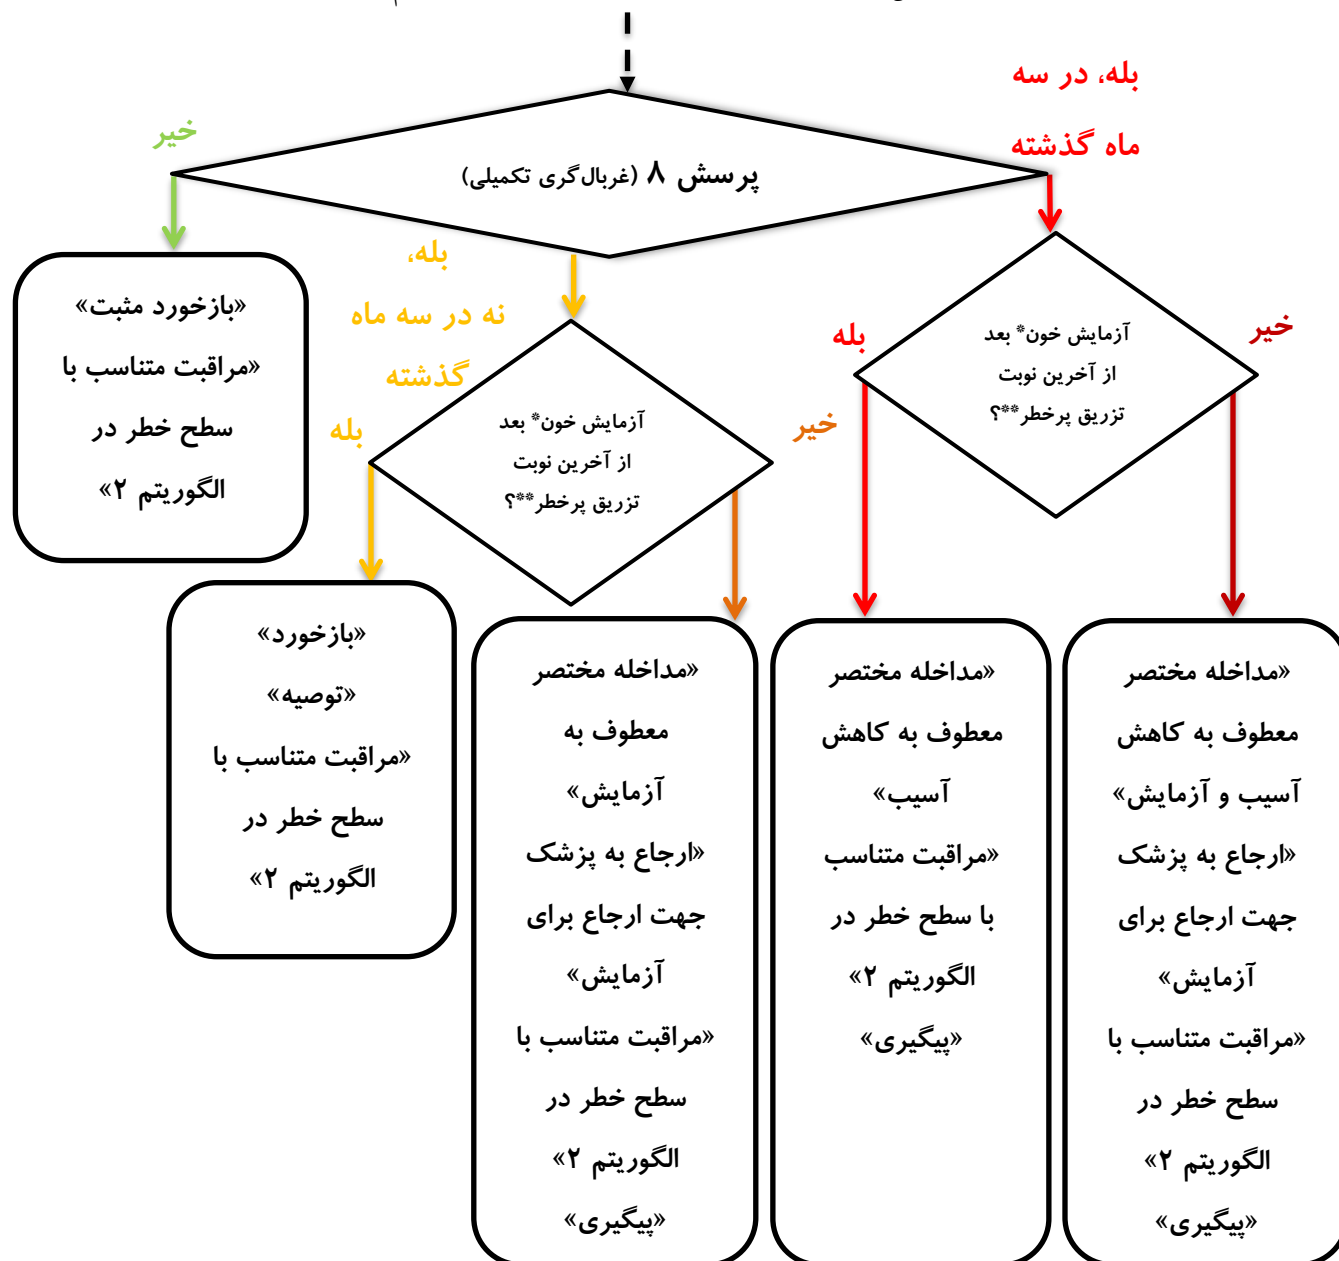 بله، در سه
ماه گذشته
خیر
پرسش ۸ (غربال‌گری تکمیلی)
بله،
نه در سه ماه
گذشته
آزمایش خون* بعد
از آخرین نوبت
تزریق پرخطر**؟
بله
خیر
آزمایش خون* بعد
از آخرین نوبت
تزریق پرخطر**؟
بله
خیر
«مداخله مختصر
معطوف به کاهش
آسیب و آزمایش»
«ارجاع به پزشک
جهت ارجاع برای
آزمایش»
«مراقبت متناسب با
سطح خطر در
الگوریتم ۲»
«پیگیری»
«مداخله مختصر
معطوف به کاهش
آسیب»
«مراقبت متناسب
با سطح خطر در
الگوریتم ۲»
«پیگیری»
«مداخله مختصر
معطوف به
آزمایش»
«ارجاع به پزشک
جهت ارجاع برای
آزمایش»
«مراقبت متناسب با
سطح خطر در
الگوریتم ۲»
«پیگیری»
«بازخورد»
«توصیه»
«مراقبت متناسب با
سطح خطر در
الگوریتم ۲»
«بازخورد مثبت»
«مراقبت متناسب با
سطح خطر در
الگوریتم ۲»